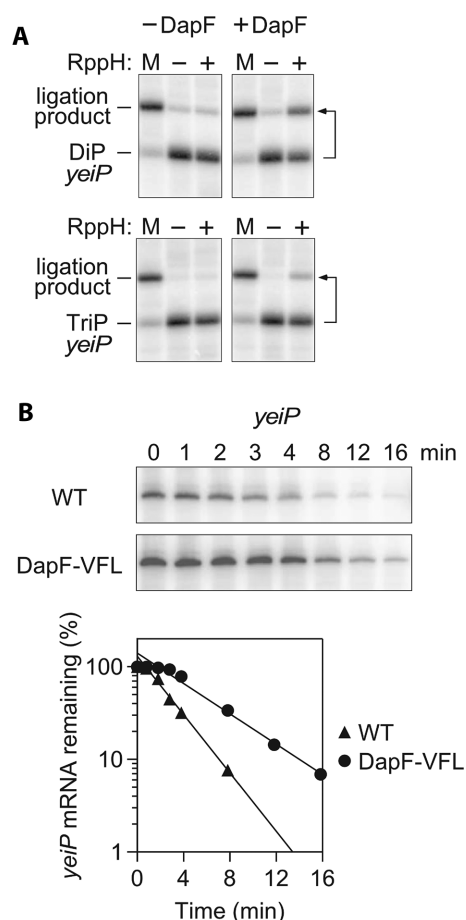 A
−DapF +DapF
RppH: M − + M − +
ligation
product
DiP
yeiP
RppH: M − + M − +
ligation
product
TriP
yeiP
B
yeiP
0 1 2 3 4 8 12 16 min
WT
DapF-VFL
yeiP mRNA remaining (%)
100
10
1
WT
DapF-VFL
0 4 8 12 16
Time (min)